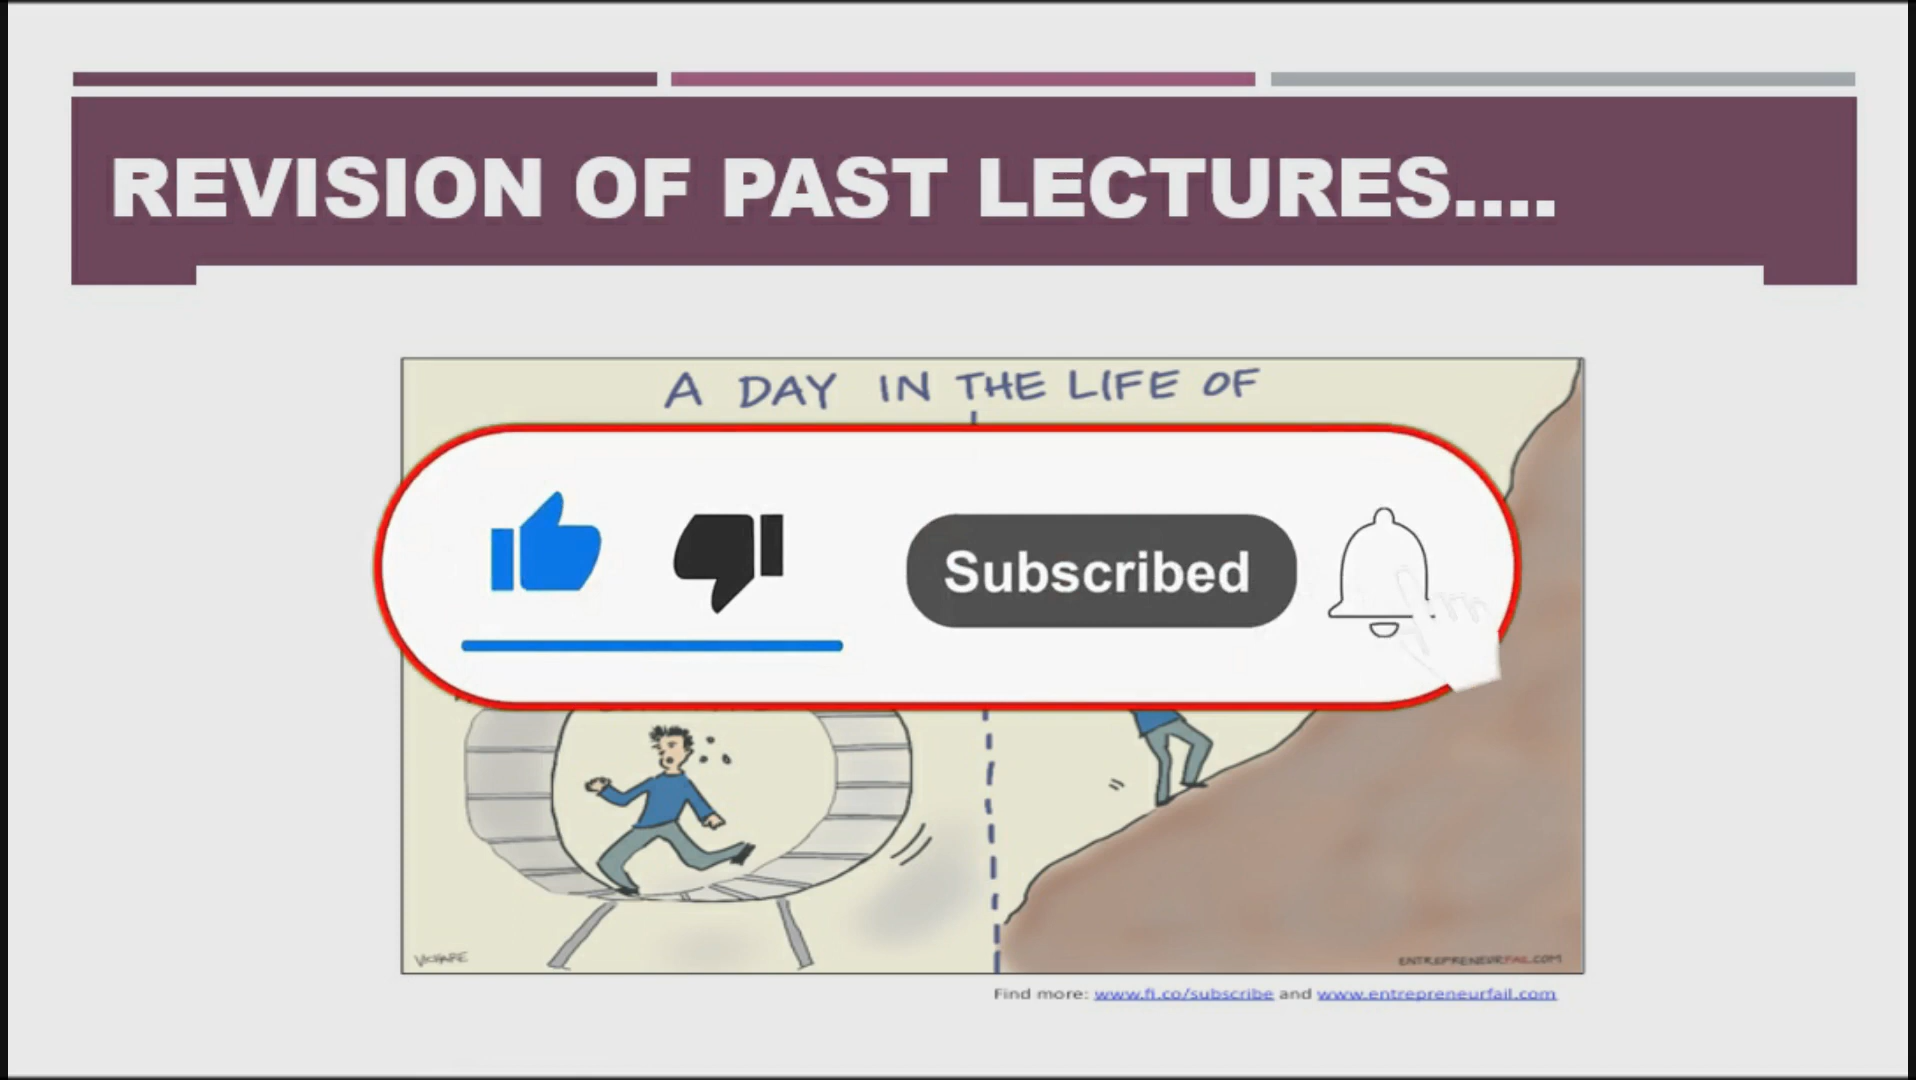 REVISION OF PAST LECTURES....
A DAY IN THE LIFE OF
Subscribed
VICHARE
ENTREPRENEURFAIL.COM
Find more: www.fi.co/subscribe and www.entrepreneurfail.com